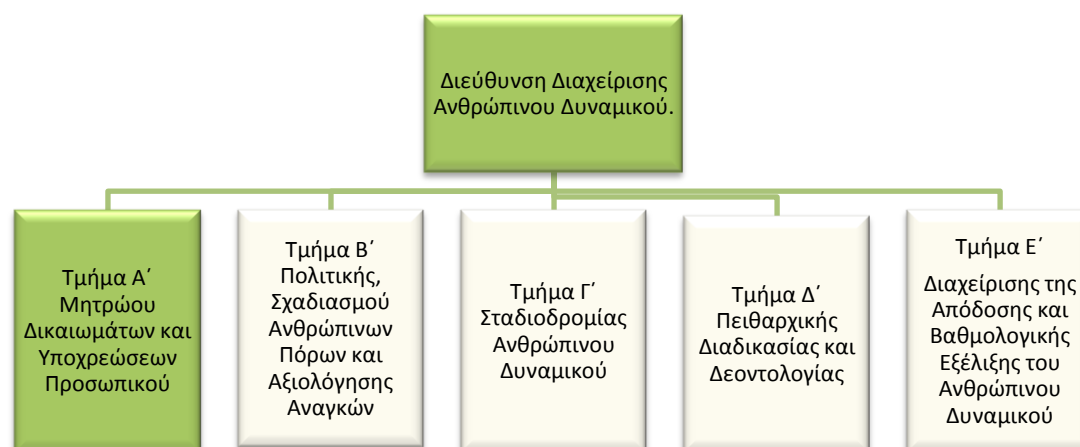 Διεύθυνση Διαχείρισης
Ανθρώπινου Δυναμικού.
Τμήμα Α΄
Μητρώου
Δικαιωμάτων και
Υποχρεώσεων
Προσωπικού
Τμήμα Β΄
Πολιτικής,
Σχαδιασμού
Ανθρώπινων
Πόρων και
Αξιολόγησης
Αναγκών
Τμήμα Γ΄
Σταδιοδρομίας
Ανθρώπινου
Δυναμικού
Τμήμα Δ΄
Πειθαρχικής
Διαδικασίας και
Δεοντολογίας
Τμήμα Ε΄
Διαχείρισης της
Απόδοσης και
Βαθμολογικής
Εξέλιξης του
Ανθρώπινου
Δυναμικού